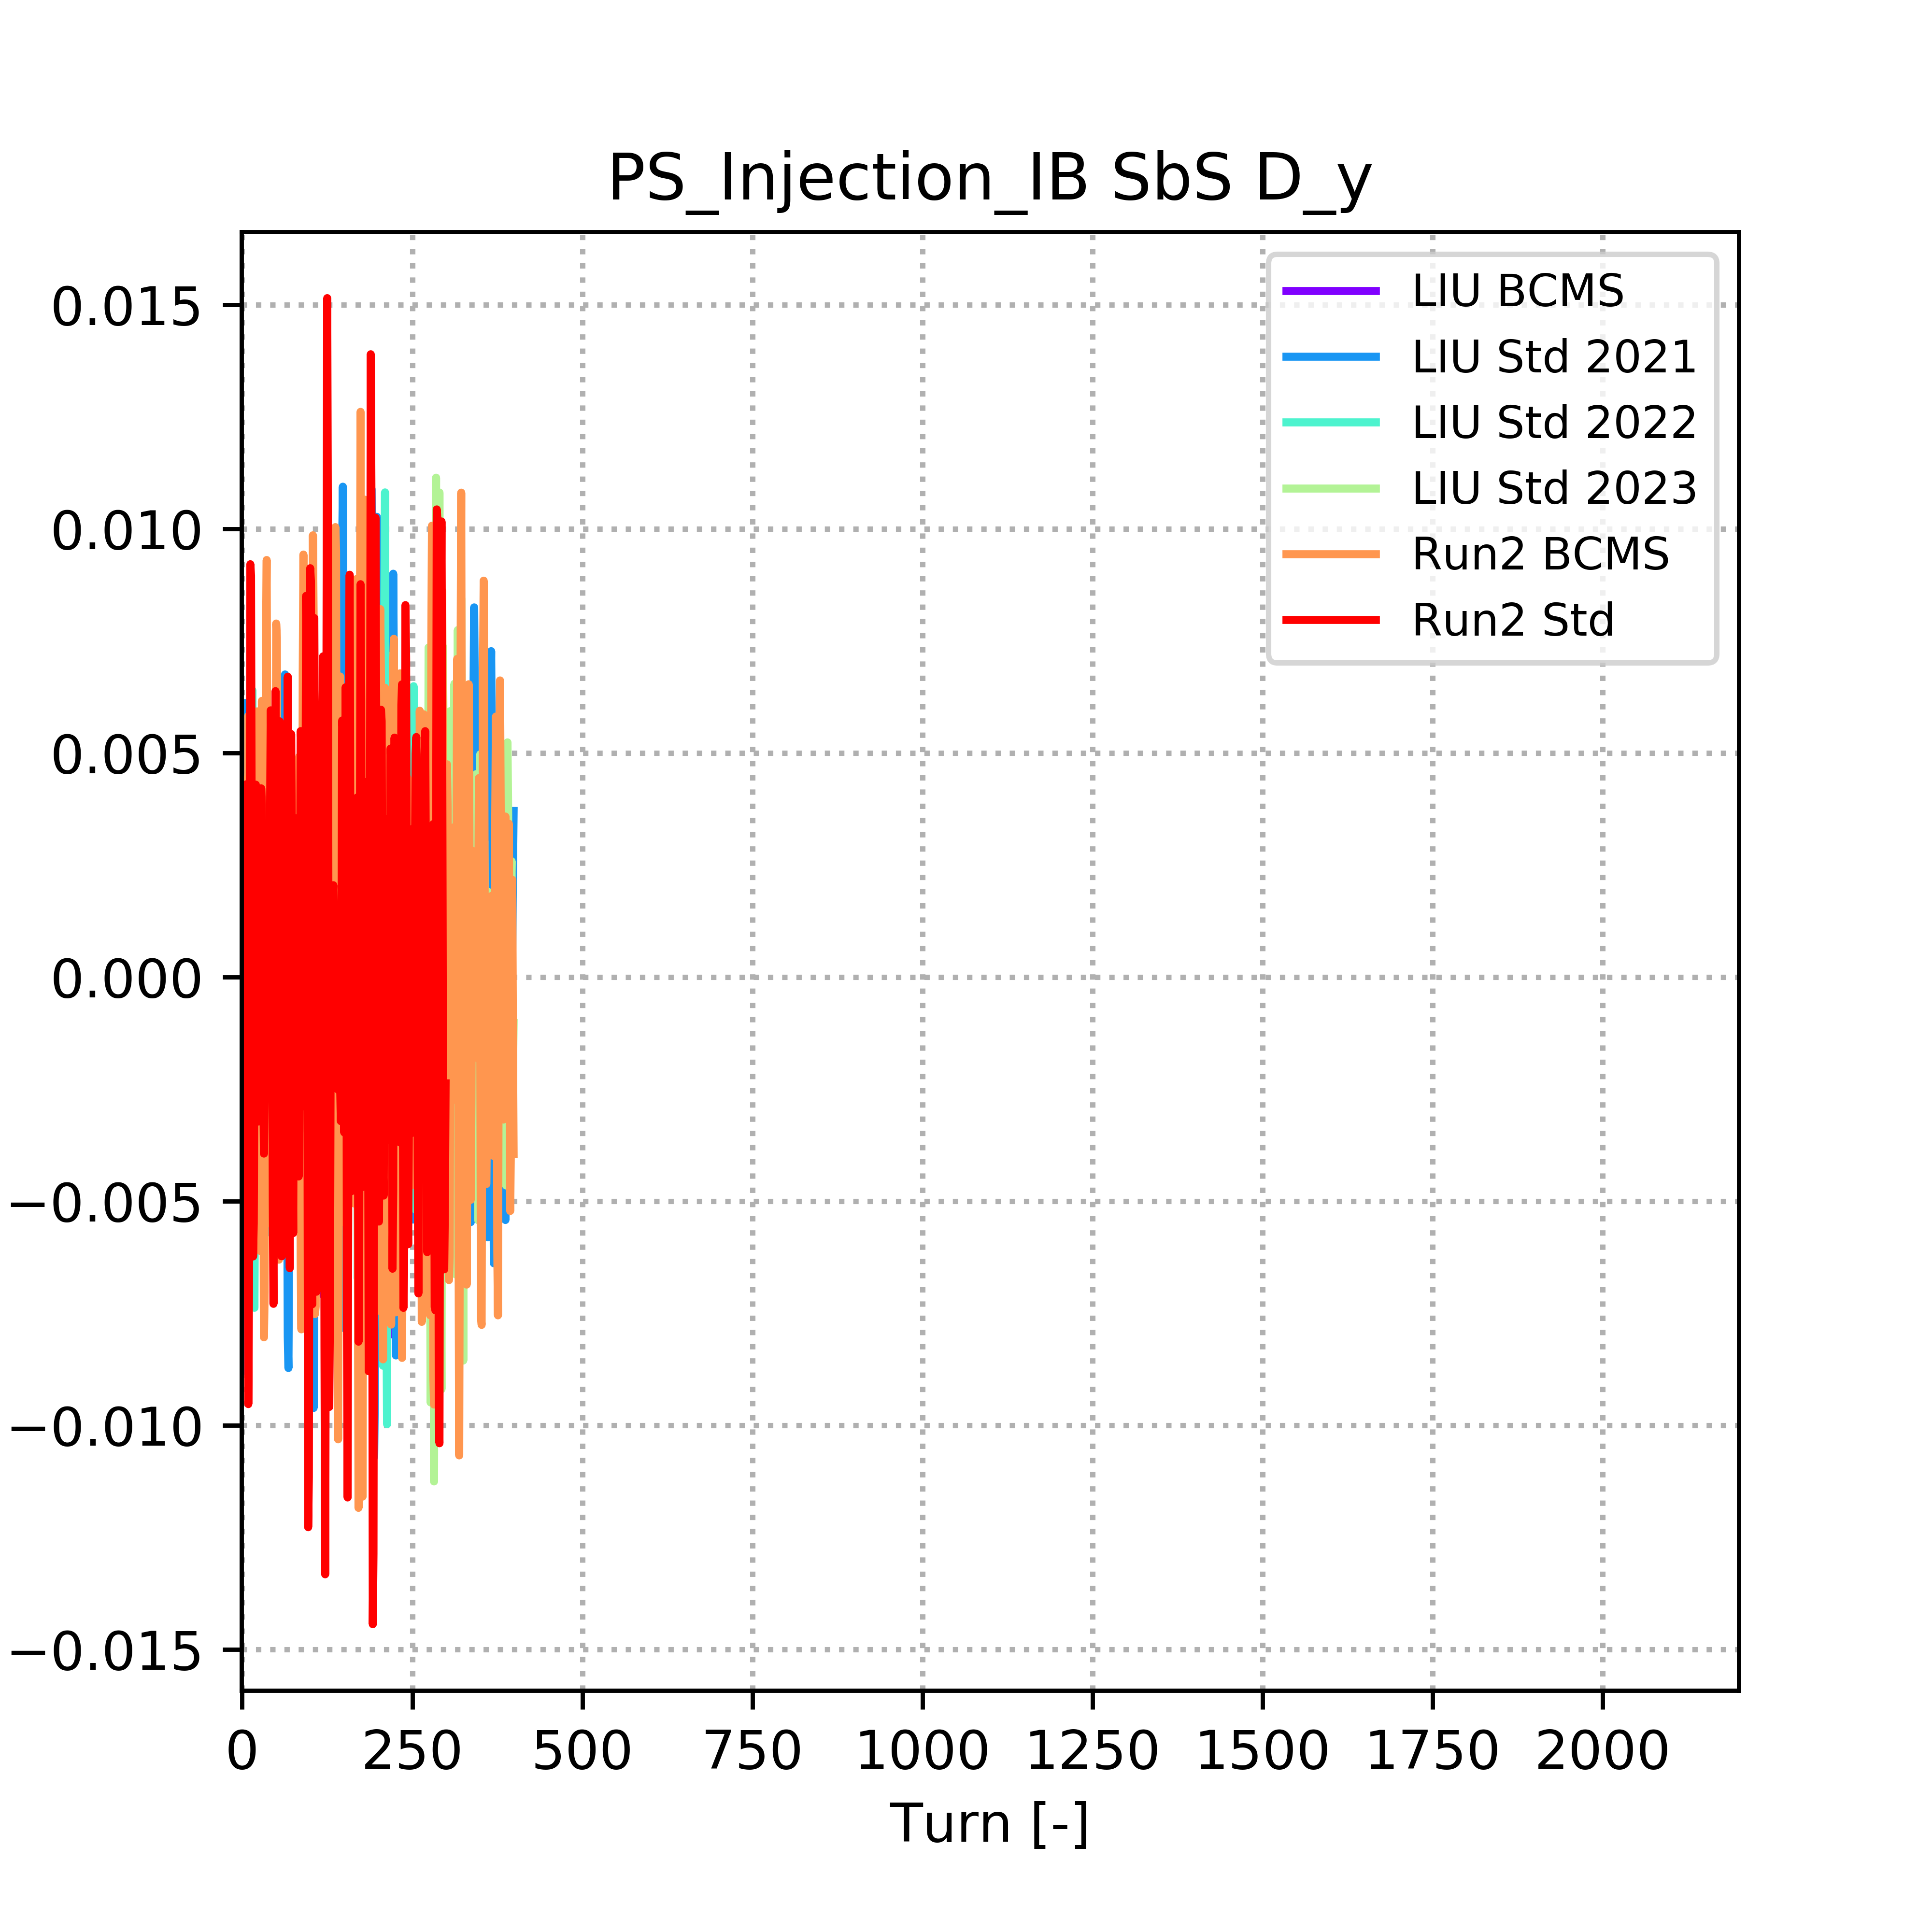 PS_Injection_IB SbS D_y
0.015
0.010
0.005
0.000
−0.005
−0.010
−0.015
LIU BCMS
LIU Std 2021
LIU Std 2022
LIU Std 2023
Run2 BCMS
Run2 Std
0 250 500 750 1000 1250 1500 1750 2000
Turn [-]